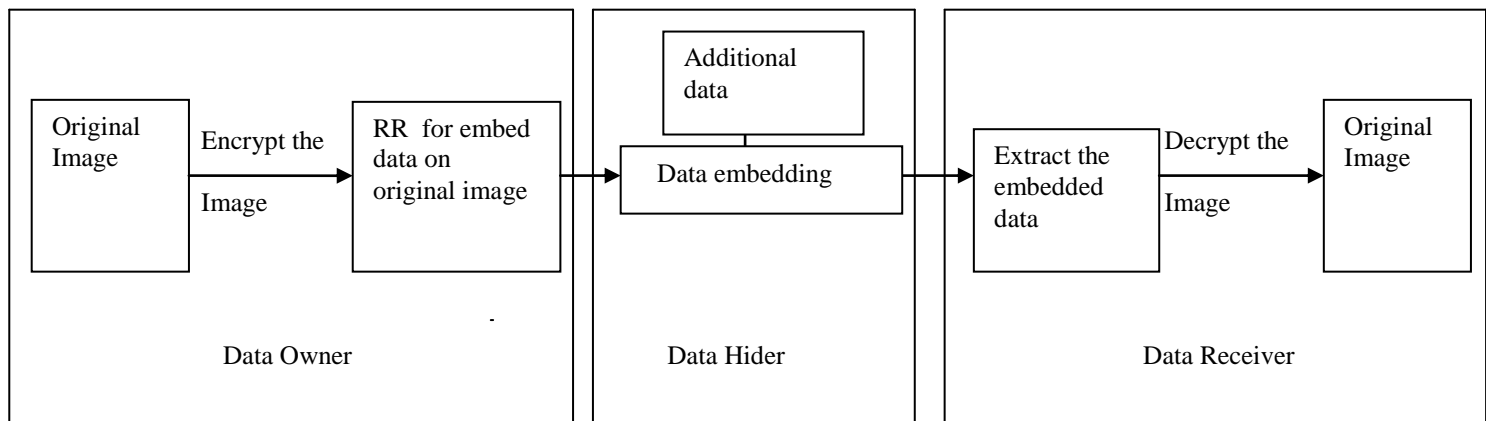 Original
Image
Encrypt the
Image
RR for embed
data on
original image
Data Owner
Additional
data
Data embedding
Data Hider
Extract the
embedded
data
Decrypt the
Image
Original
Image
Data Receiver